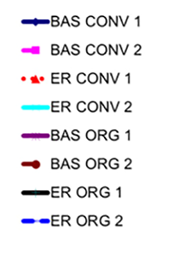 BAS CONV 1
BAS CONV 2
ER CONV 1
ER CONV 2
BAS ORG 1
BAS ORG 2
ER ORG 1
ER ORG 2